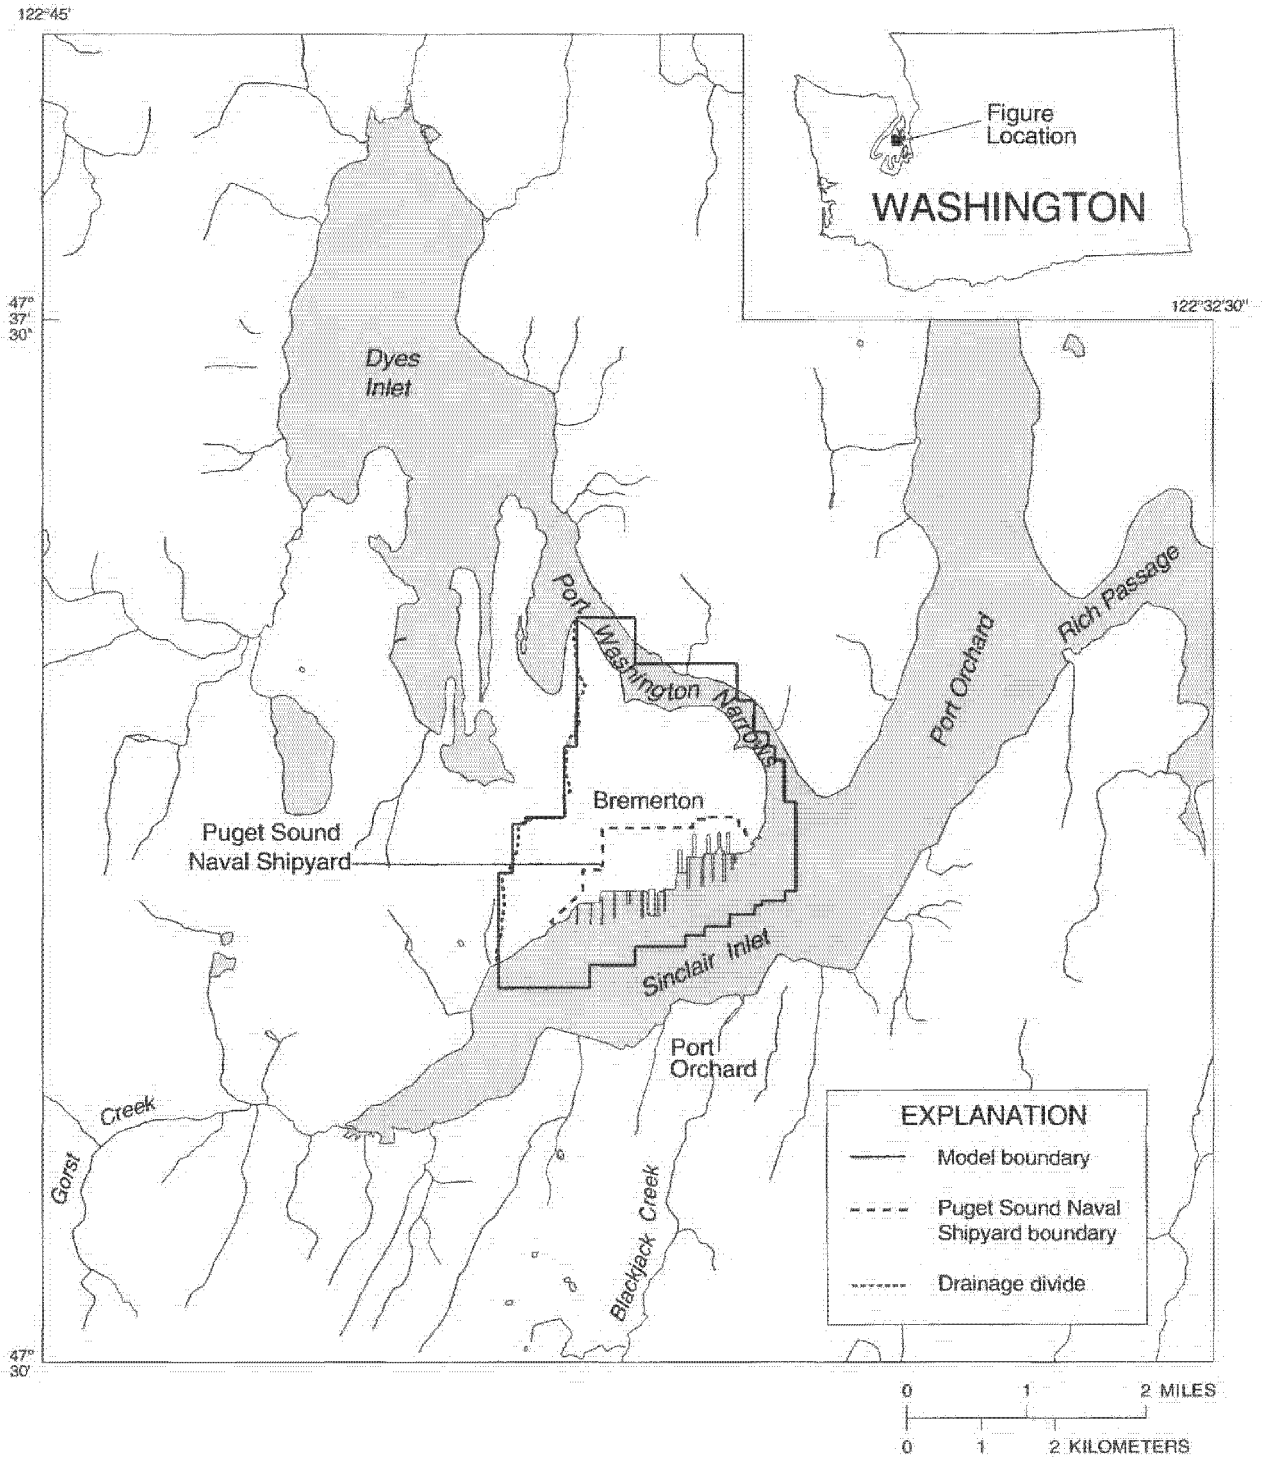 122°45'
Figure
Location
WASHINGTON
47°
37'
30"
122°32'30"
Dyes
Inlet
Port Washington Narrows
Rich Passage
Port Orchard
Bremerton
Puget Sound
Naval Shipyard
Sinclair Inlet
Port
Orchard
Gorst Creek
Blackjack Creek
EXPLANATION
Model boundary
Puget Sound Naval
Shipyard boundary
Drainage divide
47°
30'
0 1 2 MILES
0 1 2 KILOMETERS